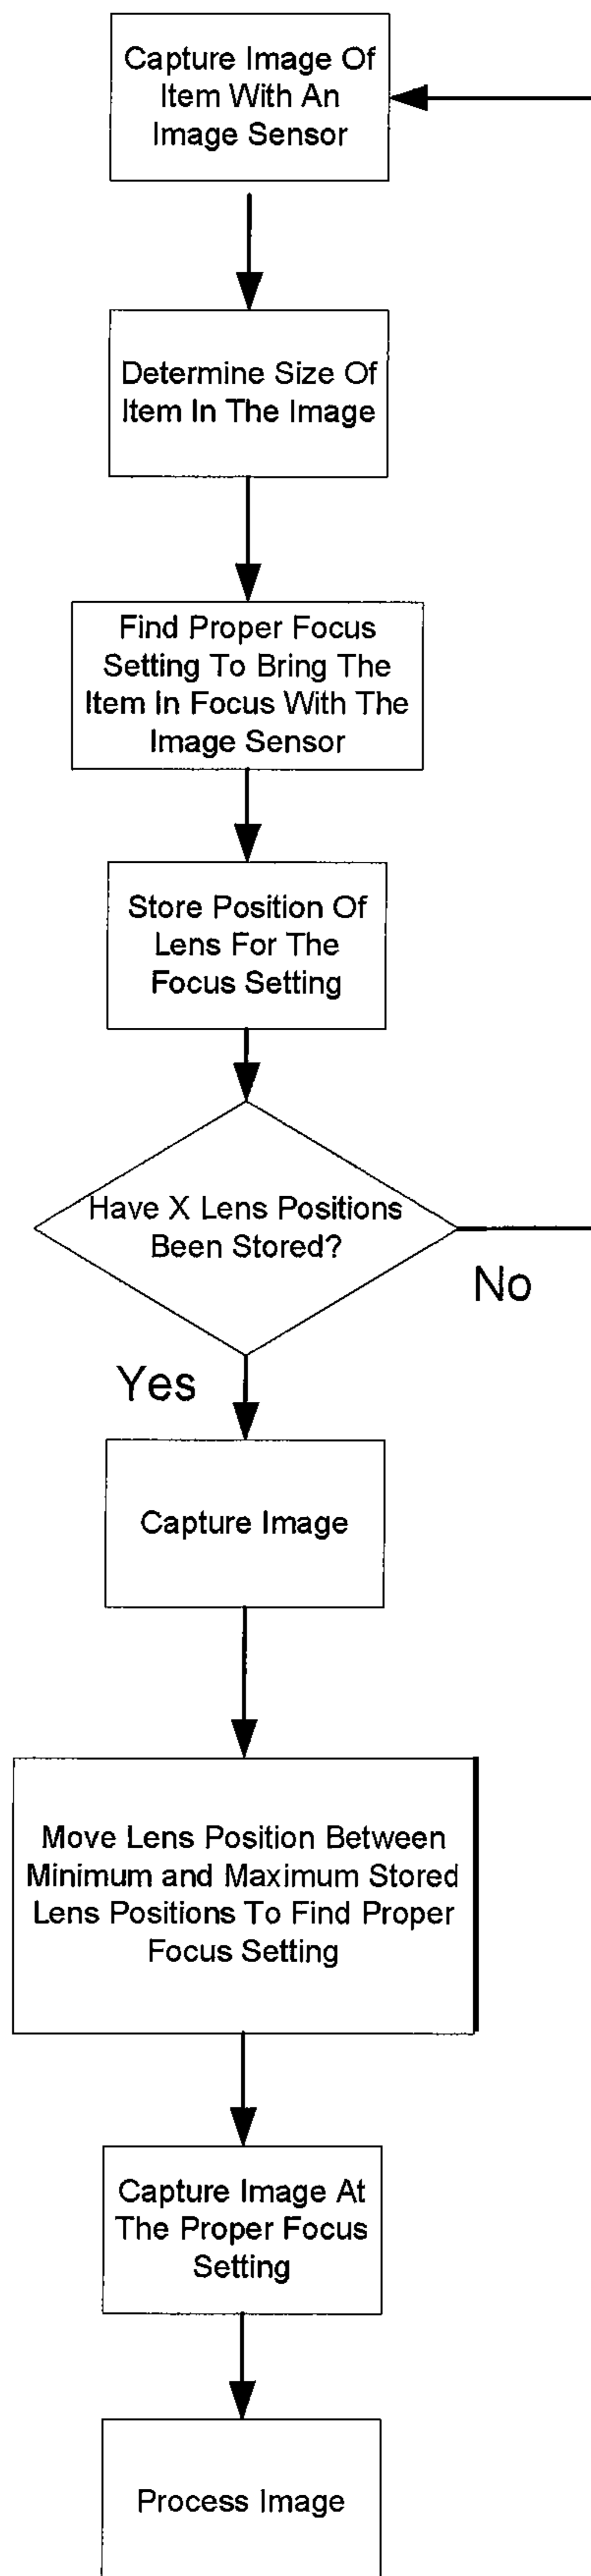 Capture Image Of
Item With An
Image Sensor
Determine Size Of
Item In The Image
Find Proper Focus
Setting To Bring The
Item In Focus With The
Image Sensor
Store Position Of
Lens For The
Focus Setting
Have X Lens Positions
Been Stored?
No
Yes
Capture Image
Move Lens Position Between
Minimum and Maximum Stored
Lens Positions To Find Proper
Focus Setting
Capture Image At
The Proper Focus
Setting
Process Image